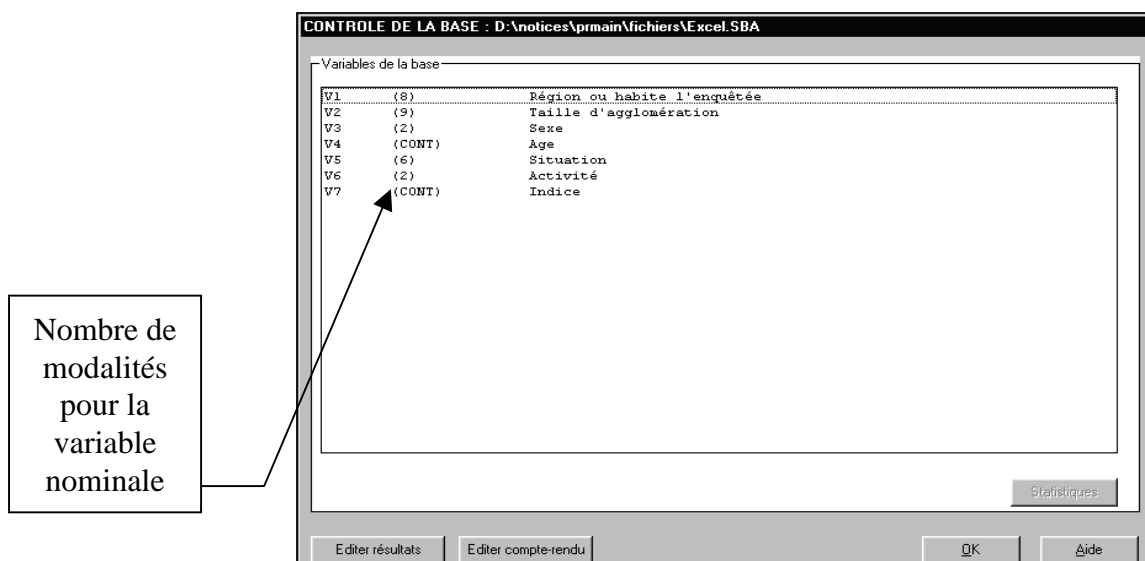 CONTROLE DE LA BASE : D:\notices\prmain\fichiers\Excel.SBA
Variables de la base
V1 (8) Région ou habite l'enquêtée
V2 (9) Taille d'agglomération
V3 (2) Sexe
V4 (CONT) Age
V5 (6) Situation
V6 (2) Activité
V7 (CONT) Indice
Nombre de
modalités
pour la
variable
nominale
Statistiques
Editer résultats Editer compte-rendu OK Aide